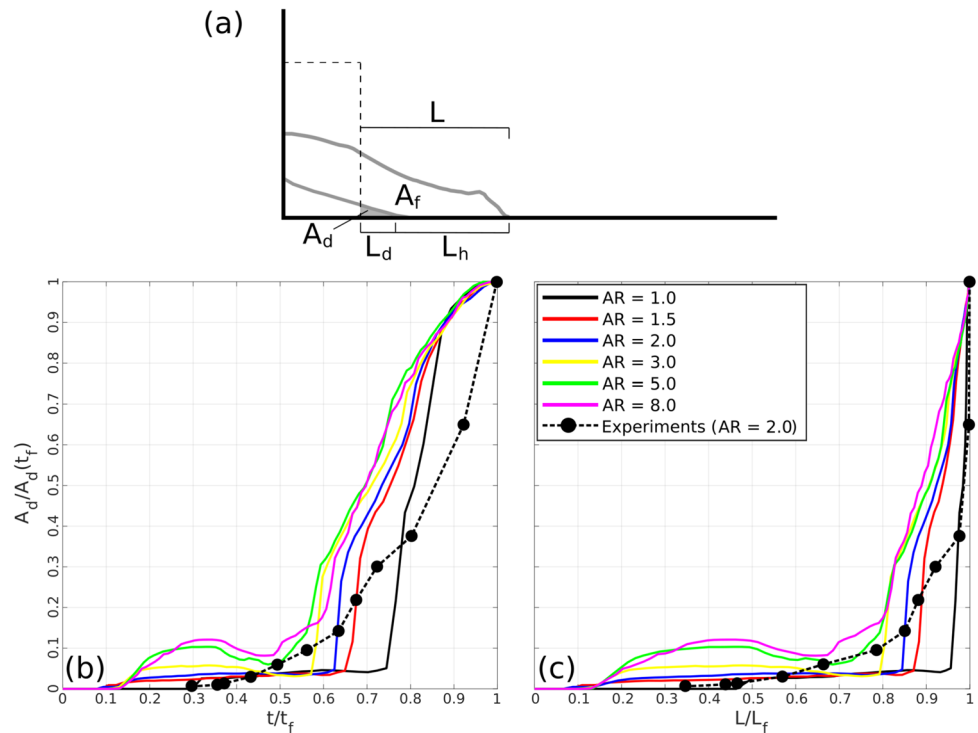 (a)
L
A_f
A_d
L_d
L_h
A_d/A_d(t_f)
1
0.9
0.8
0.7
0.6
0.5
0.4
0.3
0.2
0.1
0
(b)
0 0.1 0.2 0.3 0.4 0.5 0.6 0.7 0.8 0.9 1
t/t_f
AR = 1.0
AR = 1.5
AR = 2.0
AR = 3.0
AR = 5.0
AR = 8.0
Experiments (AR = 2.0)
(c)
0 0.1 0.2 0.3 0.4 0.5 0.6 0.7 0.8 0.9 1
L/L_f